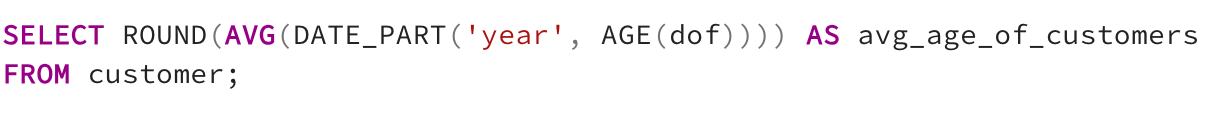 SELECT ROUND(AVG(DATE_PART('year', AGE(dof)))) AS avg_age_of_customers
FROM customer;